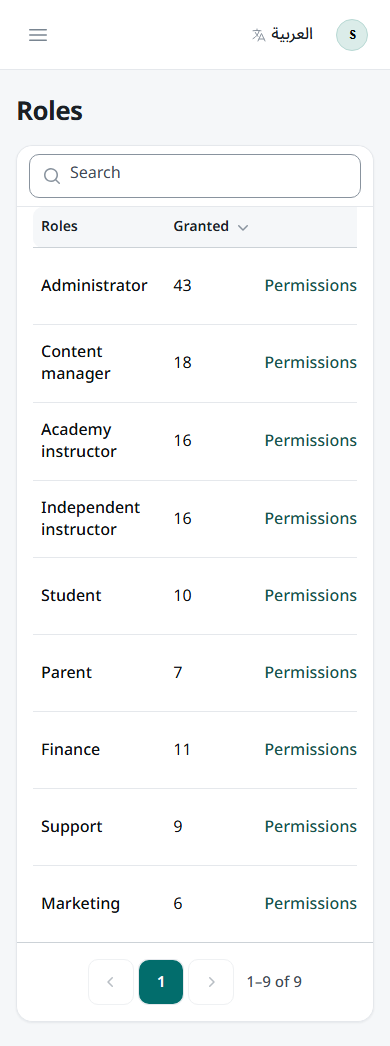 العربية
S
Roles
Search
Roles Granted
Administrator 43 Permissions
Content manager 18 Permissions
Academy instructor 16 Permissions
Independent instructor 16 Permissions
Student 10 Permissions
Parent 7 Permissions
Finance 11 Permissions
Support 9 Permissions
Marketing 6 Permissions
1 1–9 of 9